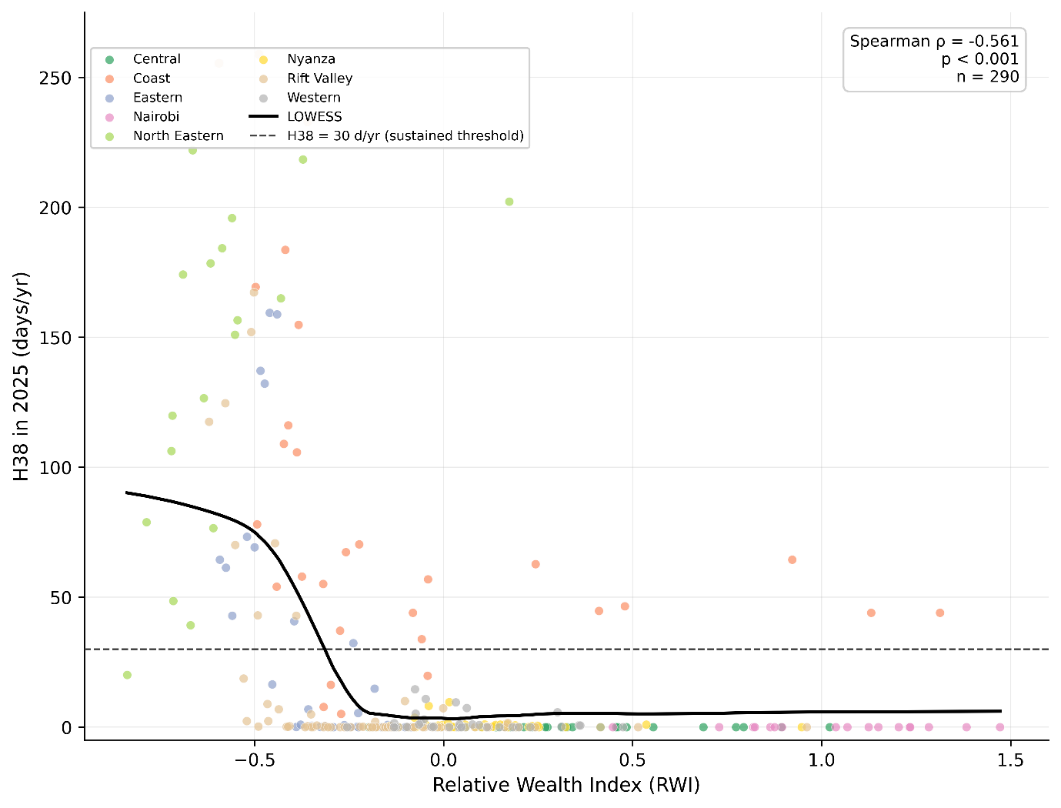 Central
Coast
Eastern
Nairobi
North Eastern
Nyanza
Rift Valley
Western
LOWESS
H38 = 30 d/yr (sustained threshold)
Spearman ρ = -0.561
p < 0.001
n = 290
H38 in 2025 (days/yr)
250
200
150
100
50
0
−0.5
0.0
0.5
1.0
1.5
Relative Wealth Index (RWI)